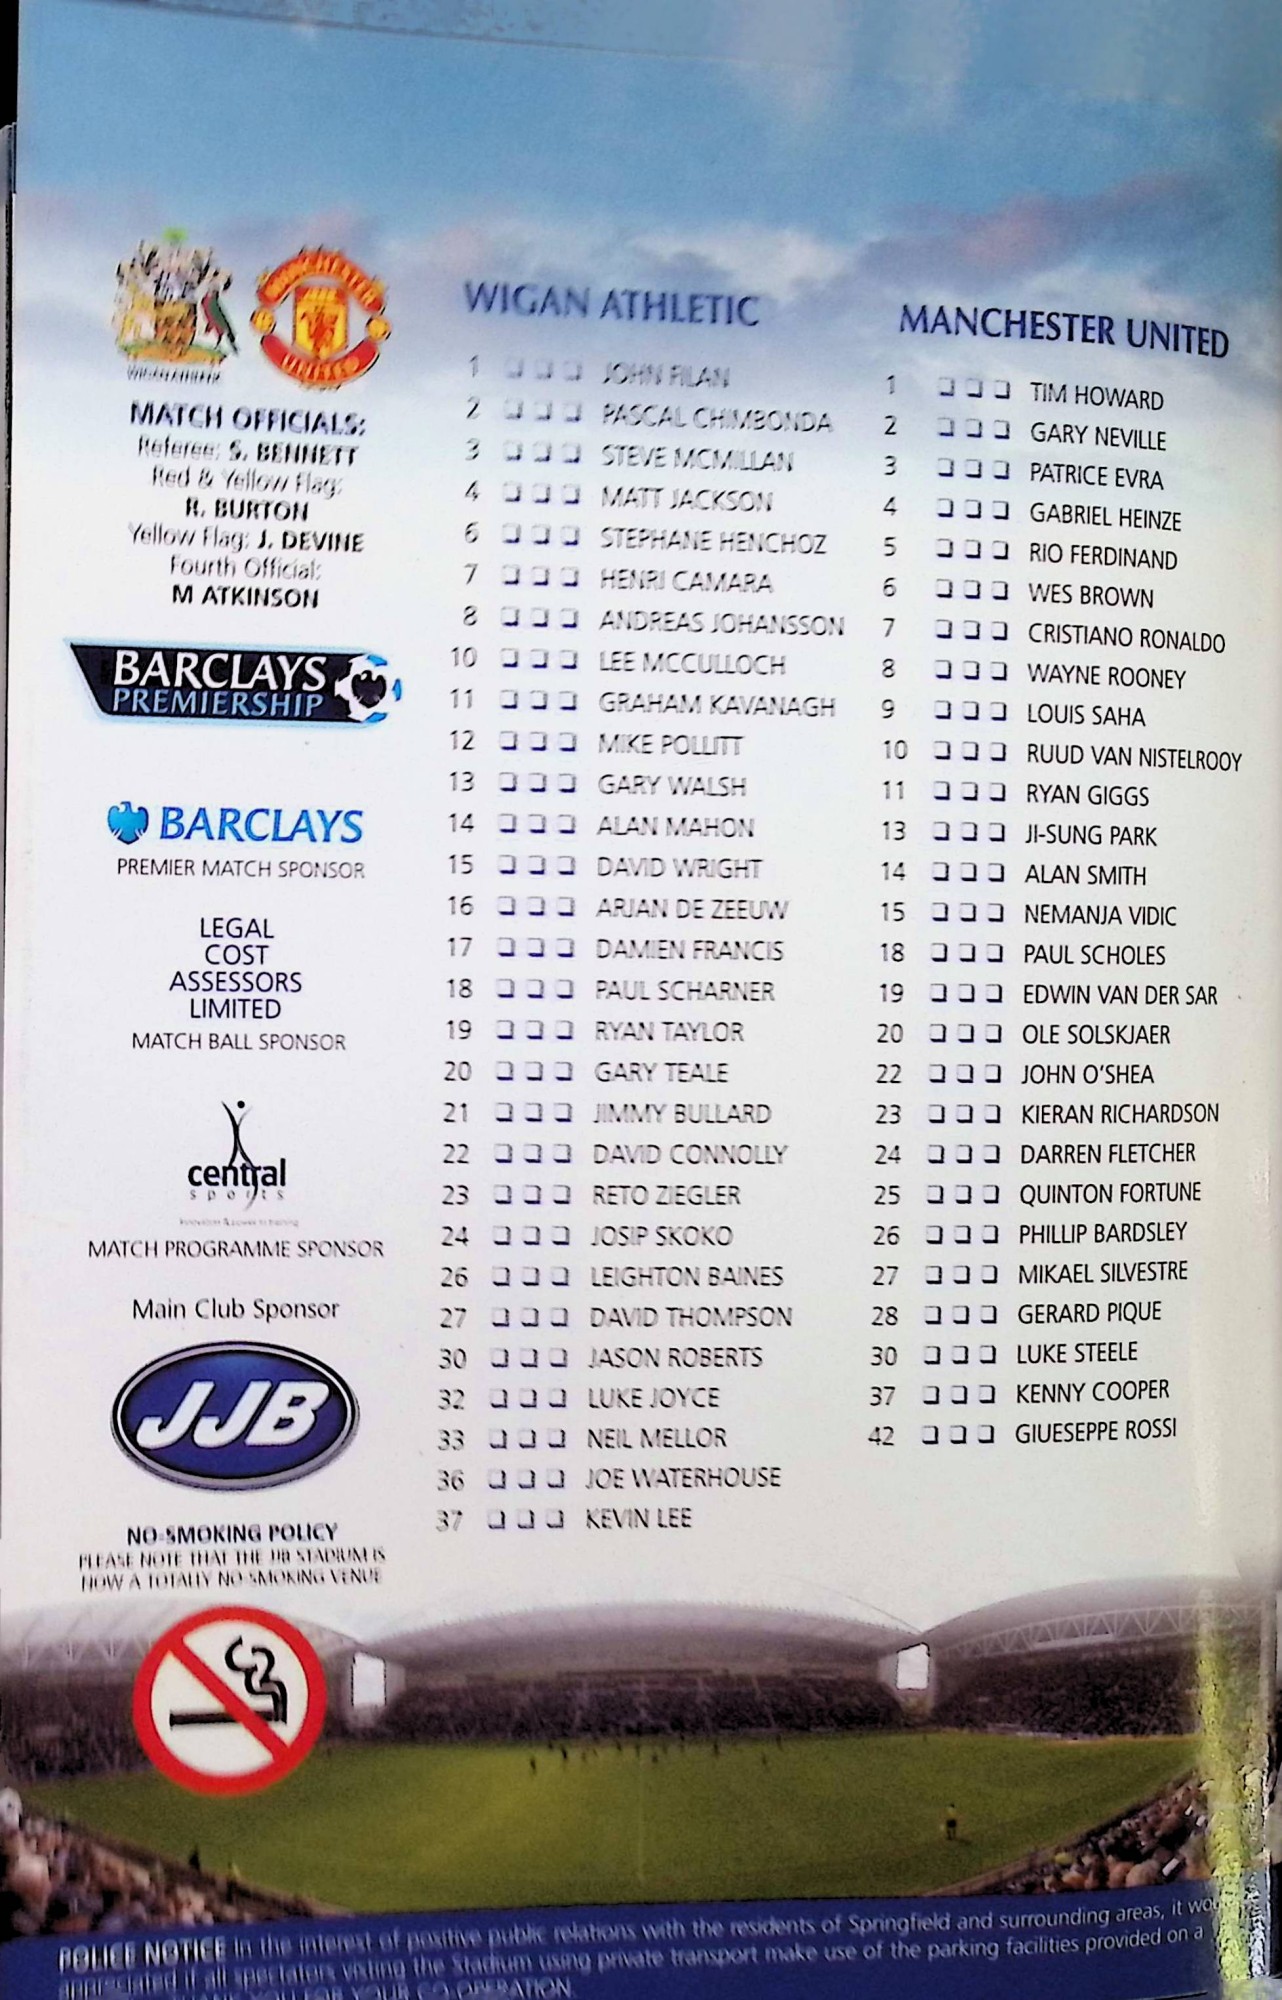 WIGAN ATHLETIC
MANCHESTER
UNITED
MATCH OFFICIALS:
Referee: S. BENNETT
Red & Yellow Flag:
R. BURTON
Yellow Flag: J. DEVINE
Fourth Official:
M ATKINSON
BARCLAYS
PREMIERSHIP
BARCLAYS
PREMIER MATCH SPONSOR
LEGAL
COST
ASSESSORS
LIMITED
MATCH BALL SPONSOR
central
sports
MATCH PROGRAMME SPONSOR
Main Club Sponsor
JJB
NO-SMOKING POLICY
PLEASE NOTE THAT THE JJB STADIUM IS
NOW A TOTALLY NO-SMOKING VENUE
WIGAN ATHLETIC
1 JOHN FILAN
2 PASCAL CHIMBONDA
3 STEVE MCMILLAN
4 MATT JACKSON
6 STEPHANE HENCHOZ
7 HENRI CAMARA
8 ANDREAS JOHANSSON
10 LEE MCCULLOCH
11 GRAHAM KAVANAGH
12 MIKE POLLITT
13 GARY WALSH
14 ALAN MAHON
15 DAVID WRIGHT
16 ARJAN DE ZEEUW
17 DAMIEN FRANCIS
18 PAUL SCHARNER
19 RYAN TAYLOR
20 GARY TEALE
21 JIMMY BULLARD
22 DAVID CONNOLLY
23 RETO ZIEGLER
24 JOSIP SKOKO
26 LEIGHTON BAINES
27 DAVID THOMPSON
30 JASON ROBERTS
32 LUKE JOYCE
33 NEIL MELLOR
36 JOE WATERHOUSE
37 KEVIN LEE
MANCHESTER UNITED
1 TIM HOWARD
2 GARY NEVILLE
3 PATRICE EVRA
4 GABRIEL HEINZE
5 RIO FERDINAND
6 WES BROWN
7 CRISTIANO RONALDO
8 WAYNE ROONEY
9 LOUIS SAHA
10 RUUD VAN NISTELROOY
11 RYAN GIGGS
13 JI-SUNG PARK
14 ALAN SMITH
15 NEMANJA VIDIC
18 PAUL SCHOLES
19 EDWIN VAN DER SAR
20 OLE SOLSKJAER
22 JOHN O'SHEA
23 KIERAN RICHARDSON
24 DARREN FLETCHER
25 QUINTON FORTUNE
26 PHILLIP BARDSLEY
27 MIKAEL SILVESTRE
28 GERARD PIQUE
30 LUKE STEELE
37 KENNY COOPER
42 GIUESEPPE ROSSI
POLICE NOTICE In the interest of positive public relations with the residents of Springfield and surrounding areas, it
appreciated if all spectators visiting the Stadium using private transport make use of the parking facilities provided on a
THANK YOU FOR YOUR CO-OPERATION